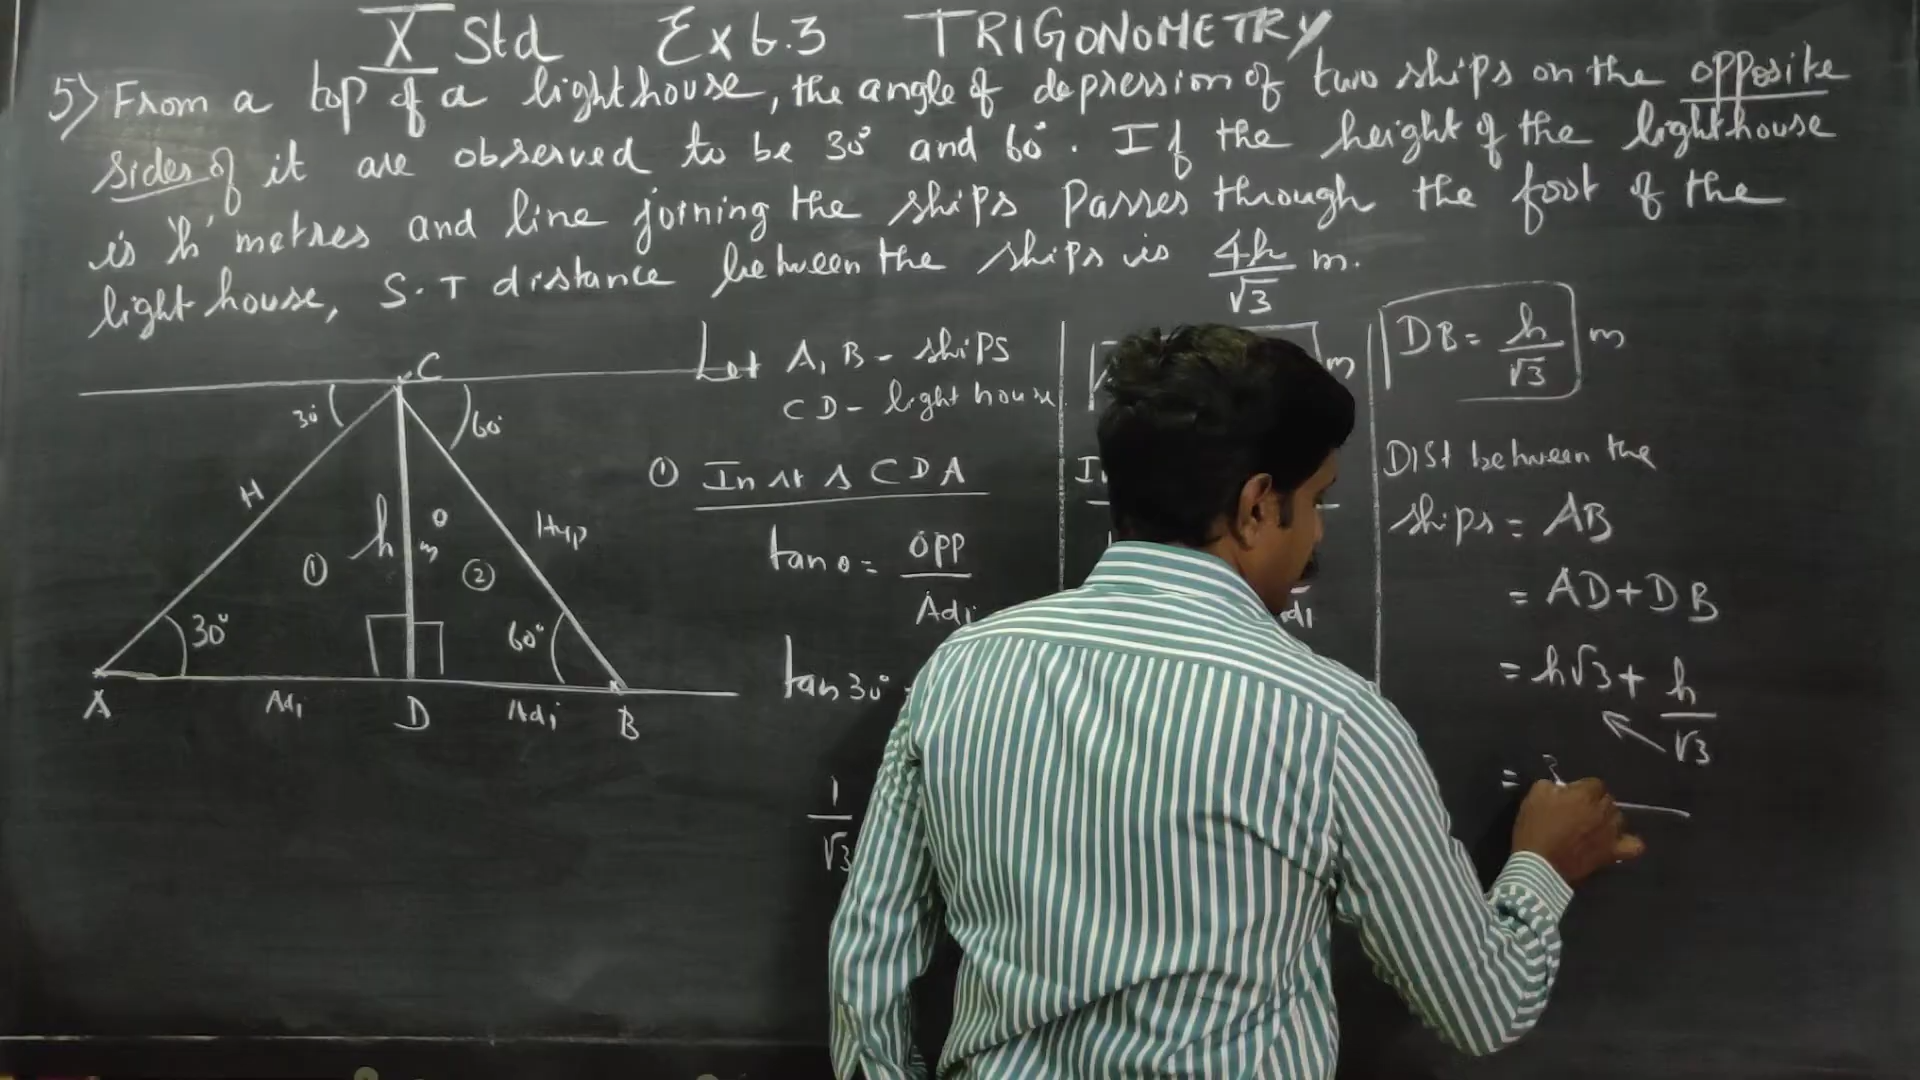 X Std Ex 6.3 TRIGONOMETRY
5) From a top of a lighthouse, the angle of depression of two ships on the opposite
sides of it are observed to be 30° and 60°. If the height of the lighthouse
is 'h' metres and line joining the ships passes through the foot of the
light house, S.T distance between the ships is 4h/√3 m.
C
30° 60°
H
h
m
Hyp
① ②
30° 60°
A Adj D Adj B
Let A, B - ships
CD - light house
① In rt Δ CDA
tan θ = opp/Adj
tan 30°
1/√3
m
DB = h/√3 m
Dist between the
ships = AB
= AD + DB
= h√3 + h/√3
= 3